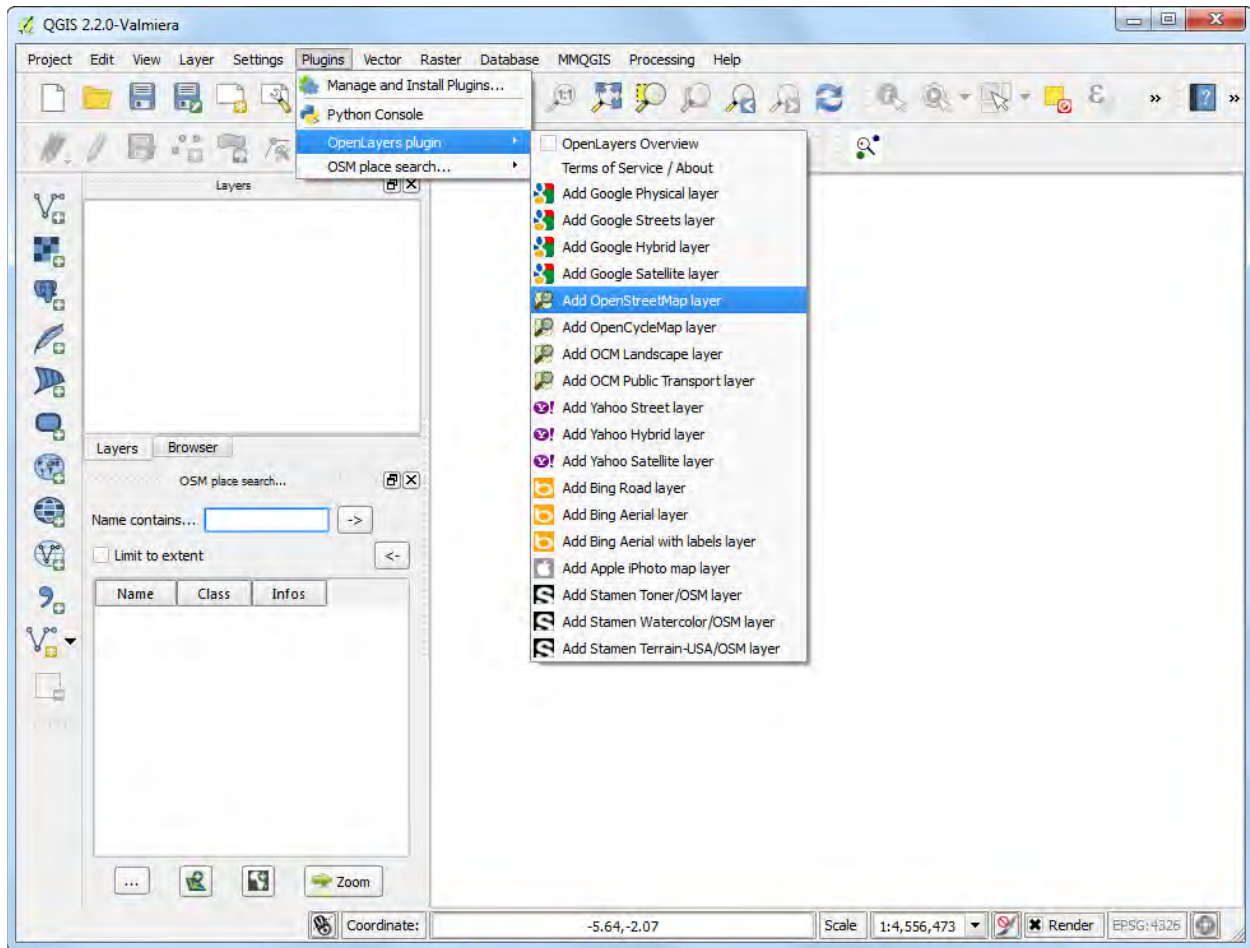 QGIS 2.2.0-Valmiera
Project Edit View Layer Settings Plugins Vector Raster Database MMQGIS Processing Help
Manage and Install Plugins...
Python Console
OpenLayers plugin
OSM place search...
OpenLayers Overview
Terms of Service / About
Add Google Physical layer
Add Google Streets layer
Add Google Hybrid layer
Add Google Satellite layer
Add OpenStreetMap layer
Add OpenCycleMap layer
Add OCM Landscape layer
Add OCM Public Transport layer
Add Yahoo Street layer
Add Yahoo Hybrid layer
Add Yahoo Satellite layer
Add Bing Road layer
Add Bing Aerial layer
Add Bing Aerial with labels layer
Add Apple iPhoto map layer
Add Stamen Toner/OSM layer
Add Stamen Watercolor/OSM layer
Add Stamen Terrain-USA/OSM layer
Layers
Layers Browser
OSM place search...
Name contains... ->
Limit to extent <-
Name Class Infos
... Zoom
Coordinate: -5.64,-2.07 Scale 1:4,556,473 Render EPSG:4326